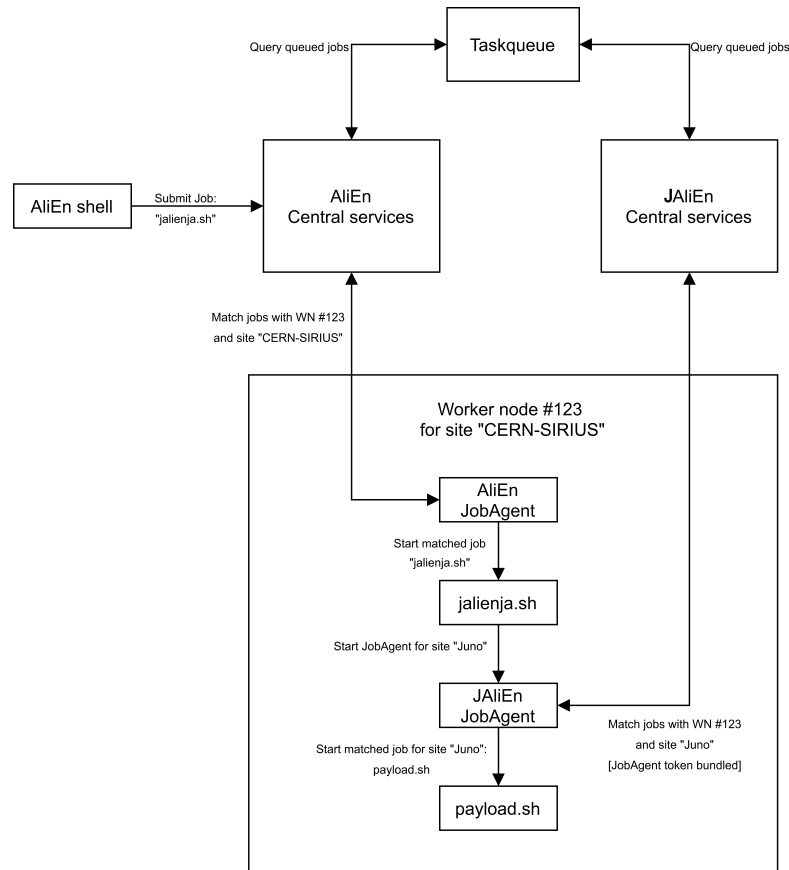 Taskqueue
Query queued jobs
Query queued jobs
AliEn shell
Submit Job:
"jalienja.sh"
AliEn
Central services
JAliEn
Central services
Match jobs with WN #123
and site "CERN-SIRIUS"
Worker node #123
for site "CERN-SIRIUS"
AliEn
JobAgent
Start matched job
"jalienja.sh"
jalienja.sh
Start JobAgent for site "Juno"
JAliEn
JobAgent
Match jobs with WN #123
and site "Juno"
[JobAgent token bundled]
Start matched job for site "Juno":
payload.sh
payload.sh